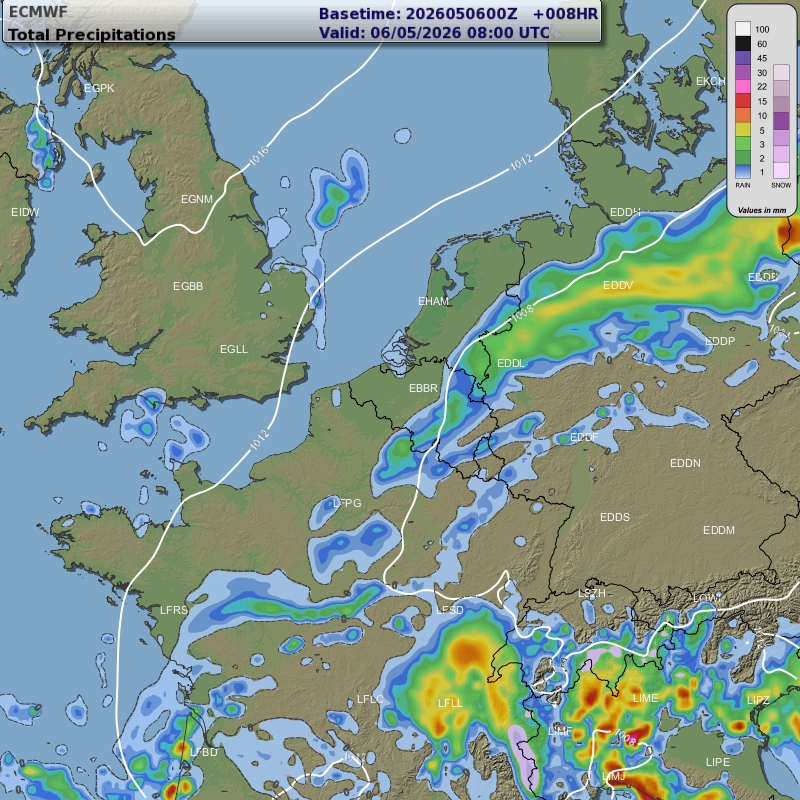 ECMWF
Basetime: 2026050600Z +008HR
Total Precipitations
Valid: 06/05/2026 08:00 UTC
100
60
45
30
22
15
10
5
3
2
1
RAIN SNOW
Values in mm
EGPK
EKCH
1016
1012
EGNM
EIDW
EDDH
EGBB
EDDV
EDDB
EHAM
1008
EGLL
EDDP
EDDL
EBBR
1012
EDDF
EDDN
LFPG
EDDS
EDDM
LSZH
LOWI
LFRS
LFSD
LFLC
LFLL
LIME
LIPZ
LIMF
LFBD
LIPE
LIMJ